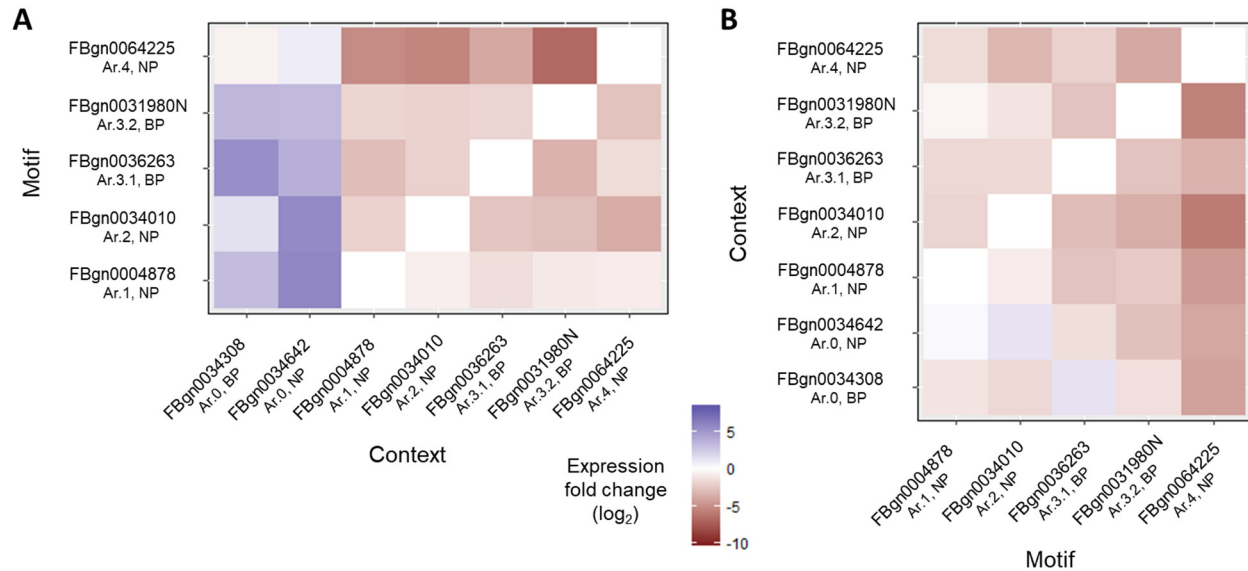 A
Motif
FBgn0064225
Ar.4, NP
FBgn0031980N
Ar.3.2, BP
FBgn0036263
Ar.3.1, BP
FBgn0034010
Ar.2, NP
FBgn0004878
Ar.1, NP
FBgn0034308
Ar.0, BP
FBgn0034642
Ar.0, NP
FBgn0004878
Ar.1, NP
FBgn0034010
Ar.2, NP
FBgn0036263
Ar.3.1, BP
FBgn0031980N
Ar.3.2, BP
FBgn0064225
Ar.4, NP
Context
Expression
fold change
(log2)
5
0
-5
-10
B
Context
FBgn0064225
Ar.4, NP
FBgn0031980N
Ar.3.2, BP
FBgn0036263
Ar.3.1, BP
FBgn0034010
Ar.2, NP
FBgn0004878
Ar.1, NP
FBgn0034642
Ar.0, NP
FBgn0034308
Ar.0, BP
FBgn0004878
Ar.1, NP
FBgn0034010
Ar.2, NP
FBgn0036263
Ar.3.1, BP
FBgn0031980N
Ar.3.2, BP
FBgn0064225
Ar.4, NP
Motif